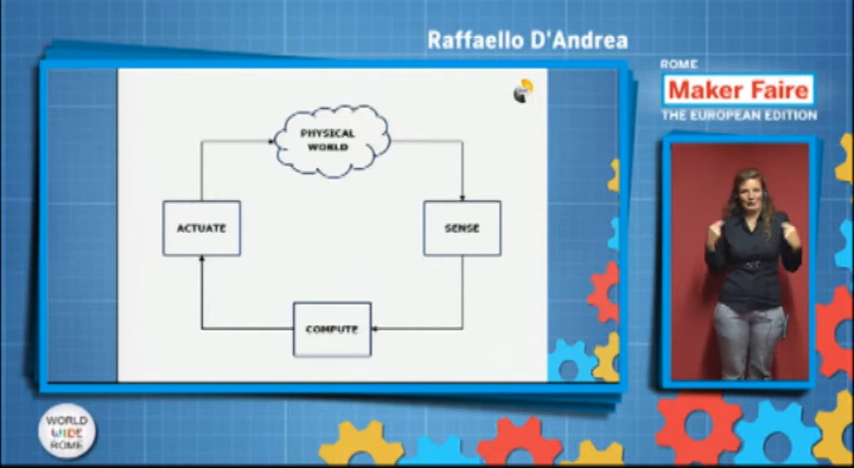 Raffaello D'Andrea
ROME
Maker Faire
THE EUROPEAN EDITION
PHYSICAL
WORLD
ACTUATE
SENSE
COMPUTE
WORLD
WIDE
ROME